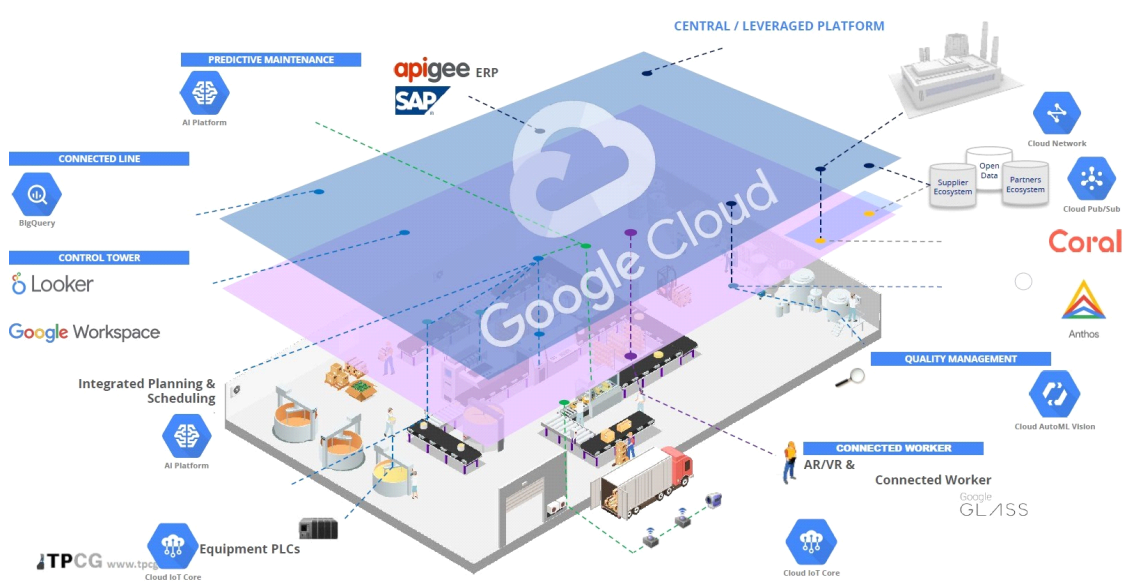 CENTRAL / LEVERAGED PLATFORM
PREDICTIVE MAINTENANCE
AI Platform
apigee ERP
SAP
CONNECTED LINE
BigQuery
CONTROL TOWER
Looker
Google Workspace
Integrated Planning &
Scheduling
AI Platform
Google Cloud
Cloud Network
Supplier
Ecosystem
Open
Data
Partners
Ecosystem
Cloud Pub/Sub
Coral
Anthos
QUALITY MANAGEMENT
Cloud AutoML Vision
CONNECTED WORKER
AR/VR &
Connected Worker
Google
GLASS
Equipment PLCs
TPCG www.tpcg
Cloud IoT Core
Cloud IoT Core